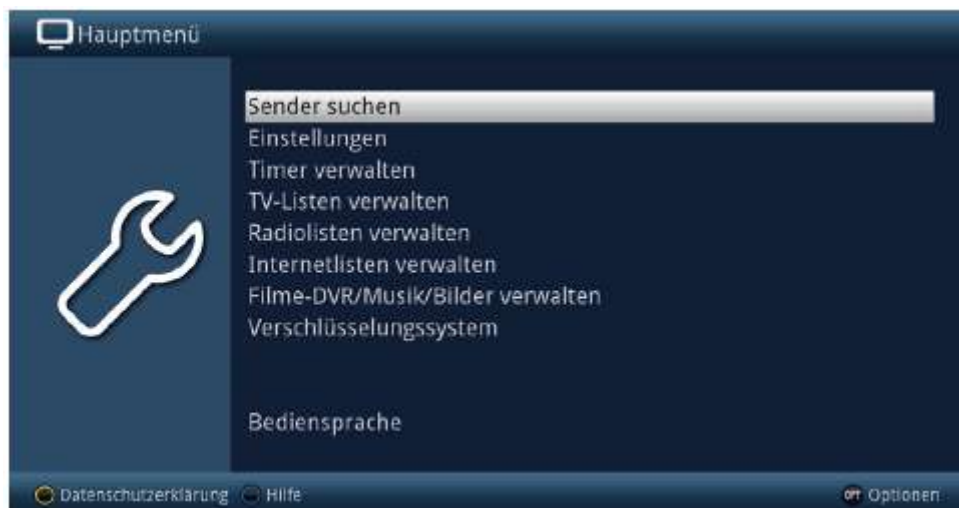 Hauptmenü
Sender suchen
Einstellungen
Timer verwalten
TV-Listen verwalten
Radiolisten verwalten
Internetlisten verwalten
Filme-DVR/Musik/Bilder verwalten
Verschlüsselungssystem
Bediensprache
Datenschutzerklärung Hilfe OPT Optionen